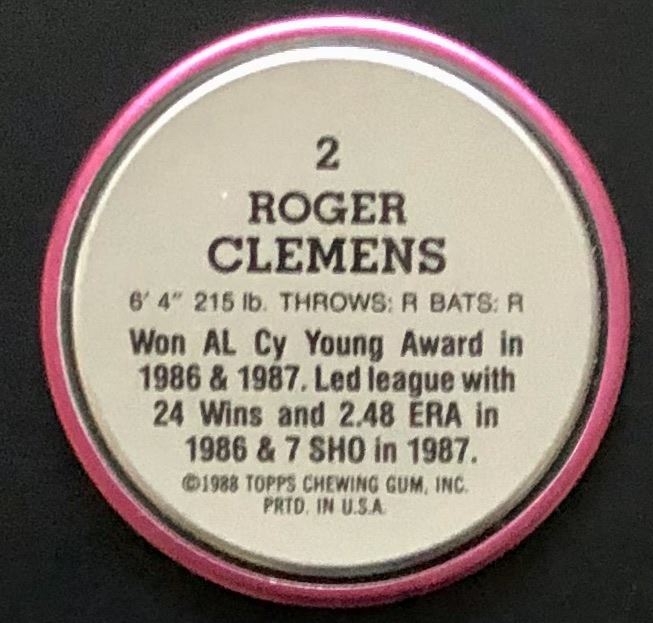 2
ROGER
CLEMENS
6' 4" 215 lb. THROWS: R BATS: R
Won AL Cy Young Award in
1986 & 1987. Led league with
24 Wins and 2.48 ERA in
1986 & 7 SHO in 1987.
©1988 TOPPS CHEWING GUM, INC.
PRTD. IN U.S.A.